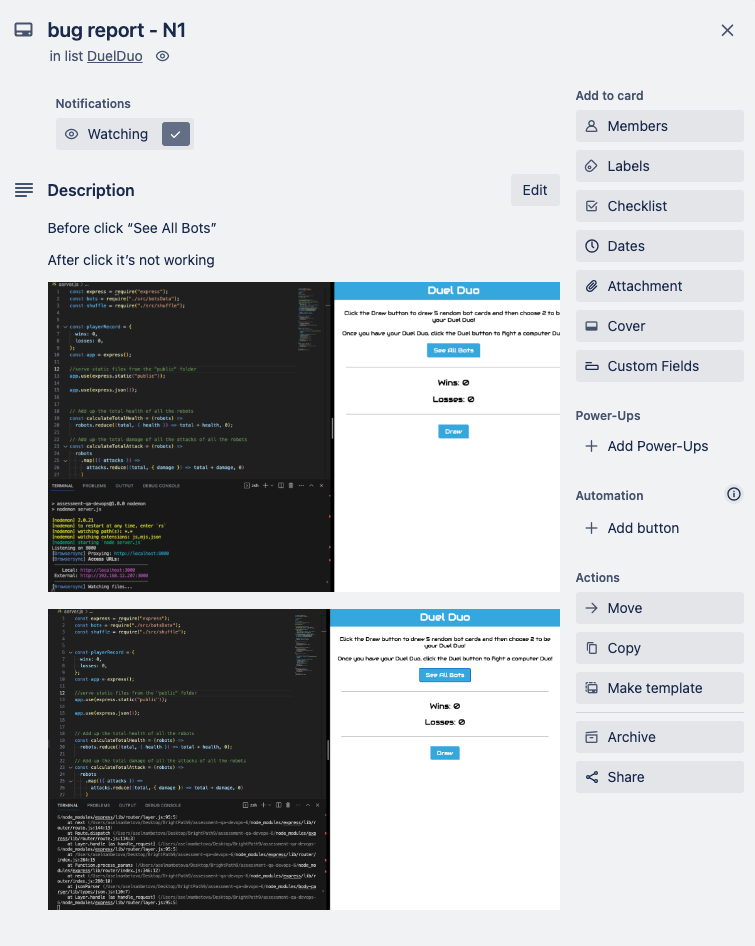 bug report - N1
in list DuelDuo
Notifications
Watching
Description
Edit
Before click “See All Bots”
After click it’s not working
const express = require("express");
const bots = require("./src/botsData");
const shuffle = require("./src/shuffle");
const playerRecord = {
wins: 0,
losses: 0,
};
const app = express();
//serve static files from the "public" folder
app.use(express.static("public"));
app.use(express.json());
// Add up the total health of all the robots
const calculateTotalHealth = (robots) =>
robots.reduce((total, { health }) => total + health, 0);
// Add up the total damage of all the attacks of all the robots
const calculateTotalAttack = (robots) =>
robots
.map(({ attacks }) =>
attacks.reduce((total, { damage }) => total + damage, 0)
)
TERMINAL PROBLEMS OUTPUT DEBUG CONSOLE
> assessment-qa-devops@1.0.0 nodemon
> nodemon server.js
[nodemon] 2.0.21
[nodemon] to restart at any time, enter `rs`
[nodemon] watching path(s): *.*
[nodemon] watching extensions: js,mjs,json
[nodemon] starting `node server.js`
Listening on 8000
[Browsersync] Proxying: http://localhost:8000
[Browsersync] Access URLs:
Local: http://localhost:3000
[Browsersync] Watching files...
Duel Duo
Click the Draw button to draw 5 random bot cards and then choose 2 to b
your Duel Duo!
Once you have your Duel Duo, click the Duel button to fight a computer Du
See All Bots
Wins: 0
Losses: 0
Draw
const express = require("express");
const bots = require("./src/botsData");
const shuffle = require("./src/shuffle");
const playerRecord = {
wins: 0,
losses: 0,
};
const app = express();
//serve static files from the "public" folder
app.use(express.static("public"));
app.use(express.json());
// Add up the total health of all the robots
const calculateTotalHealth = (robots) =>
robots.reduce((total, { health }) => total + health, 0);
// Add up the total damage of all the attacks of all the robots
const calculateTotalAttack = (robots) =>
robots
.map(({ attacks }) =>
attacks.reduce((total, { damage }) => total + damage, 0)
)
TERMINAL PROBLEMS OUTPUT DEBUG CONSOLE
Duel Duo
Click the Draw button to draw 5 random bot cards and then choose 2 to be
your Duel Duo!
Once you have your Duel Duo, click the Duel button to fight a computer Duo!
See All Bots
Wins: 0
Losses: 0
Draw
Add to card
Members
Labels
Checklist
Dates
Attachment
Cover
Custom Fields
Power-Ups
Add Power-Ups
Automation
Add button
Actions
Move
Copy
Make template
Archive
Share